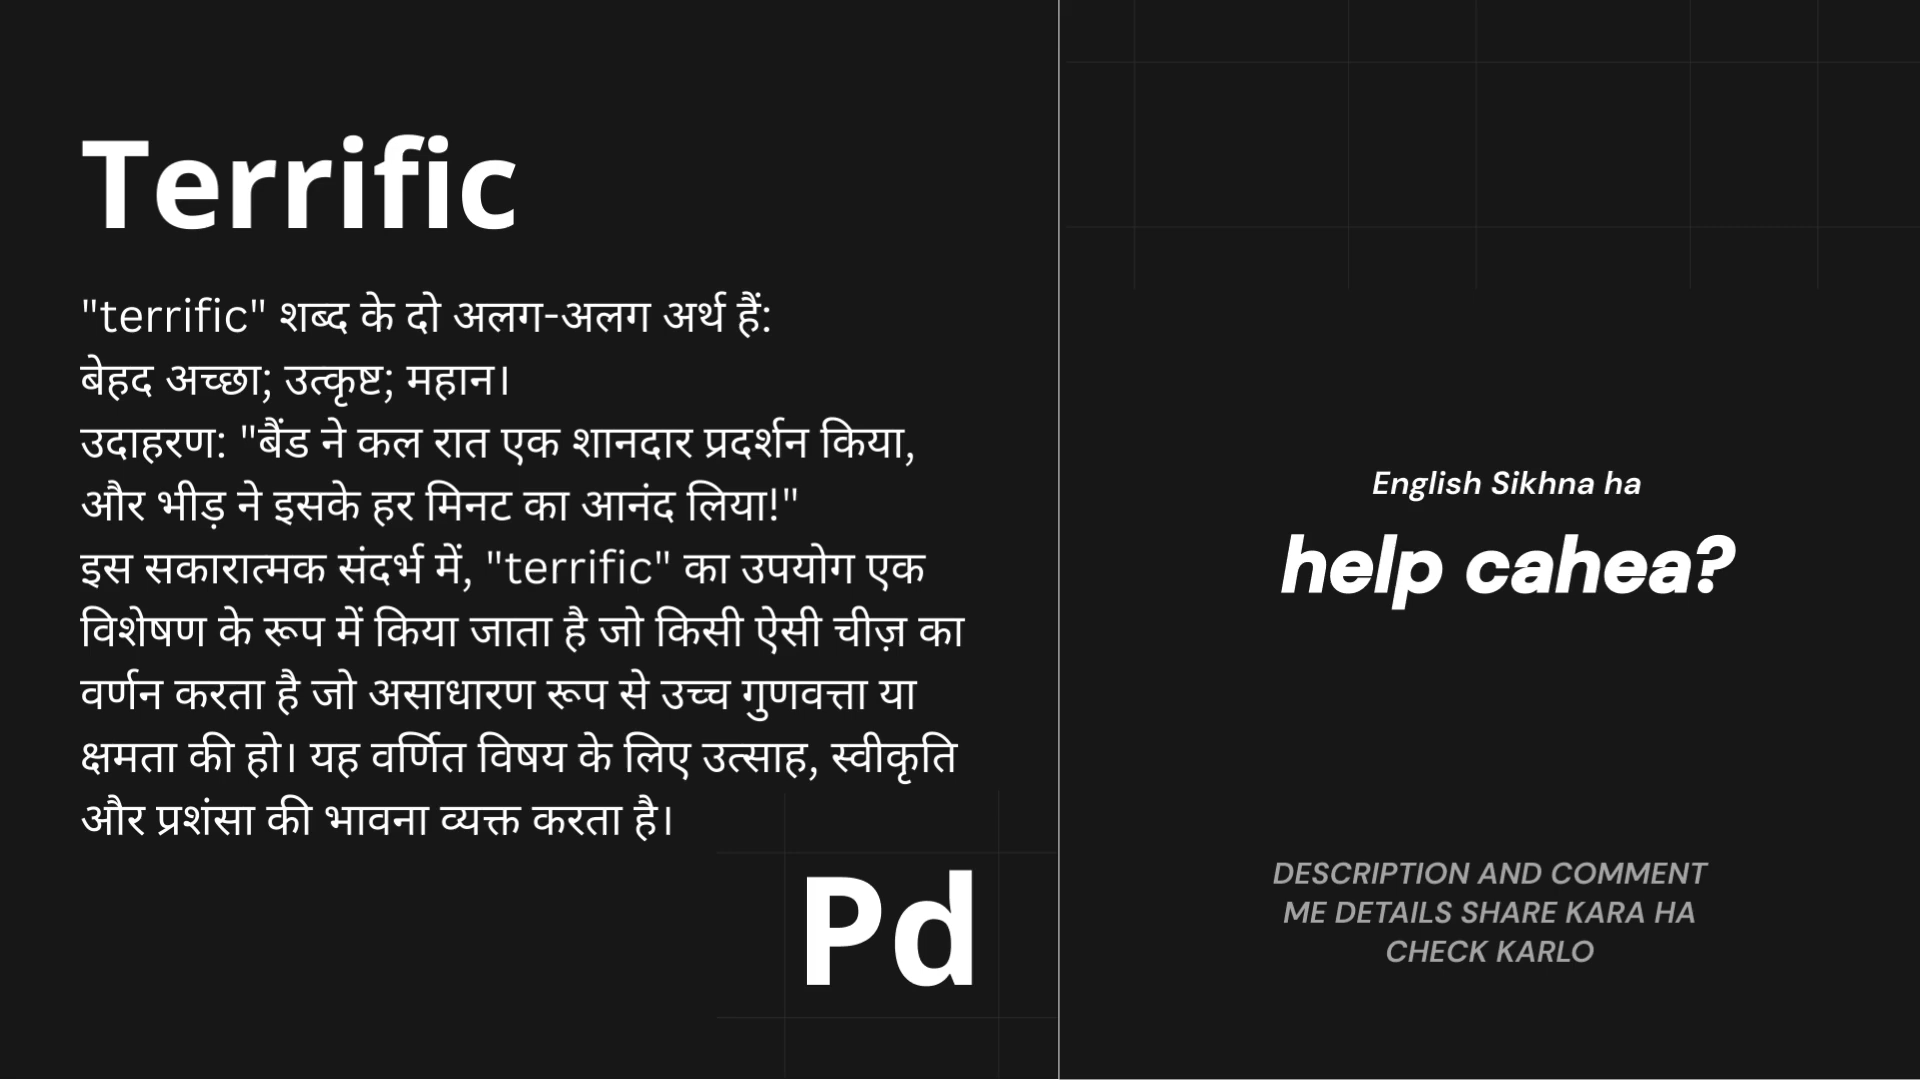 Terrific
"terrific" शब्द के दो अलग-अलग अर्थ हैं:
बेहद अच्छा; उत्कृष्ट; महान।
उदाहरण: "बैंड ने कल रात एक शानदार प्रदर्शन किया,
और भीड़ ने इसके हर मिनट का आनंद लिया!"
इस सकारात्मक संदर्भ में, "terrific" का उपयोग एक
विशेषण के रूप में किया जाता है जो किसी ऐसी चीज़ का
वर्णन करता है जो असाधारण रूप से उच्च गुणवत्ता या
क्षमता की हो। यह वर्णित विषय के लिए उत्साह, स्वीकृति
और प्रशंसा की भावना व्यक्त करता है।
Pd
English Sikhna ha
help cahea?
DESCRIPTION AND COMMENT
ME DETAILS SHARE KARA HA
CHECK KARLO